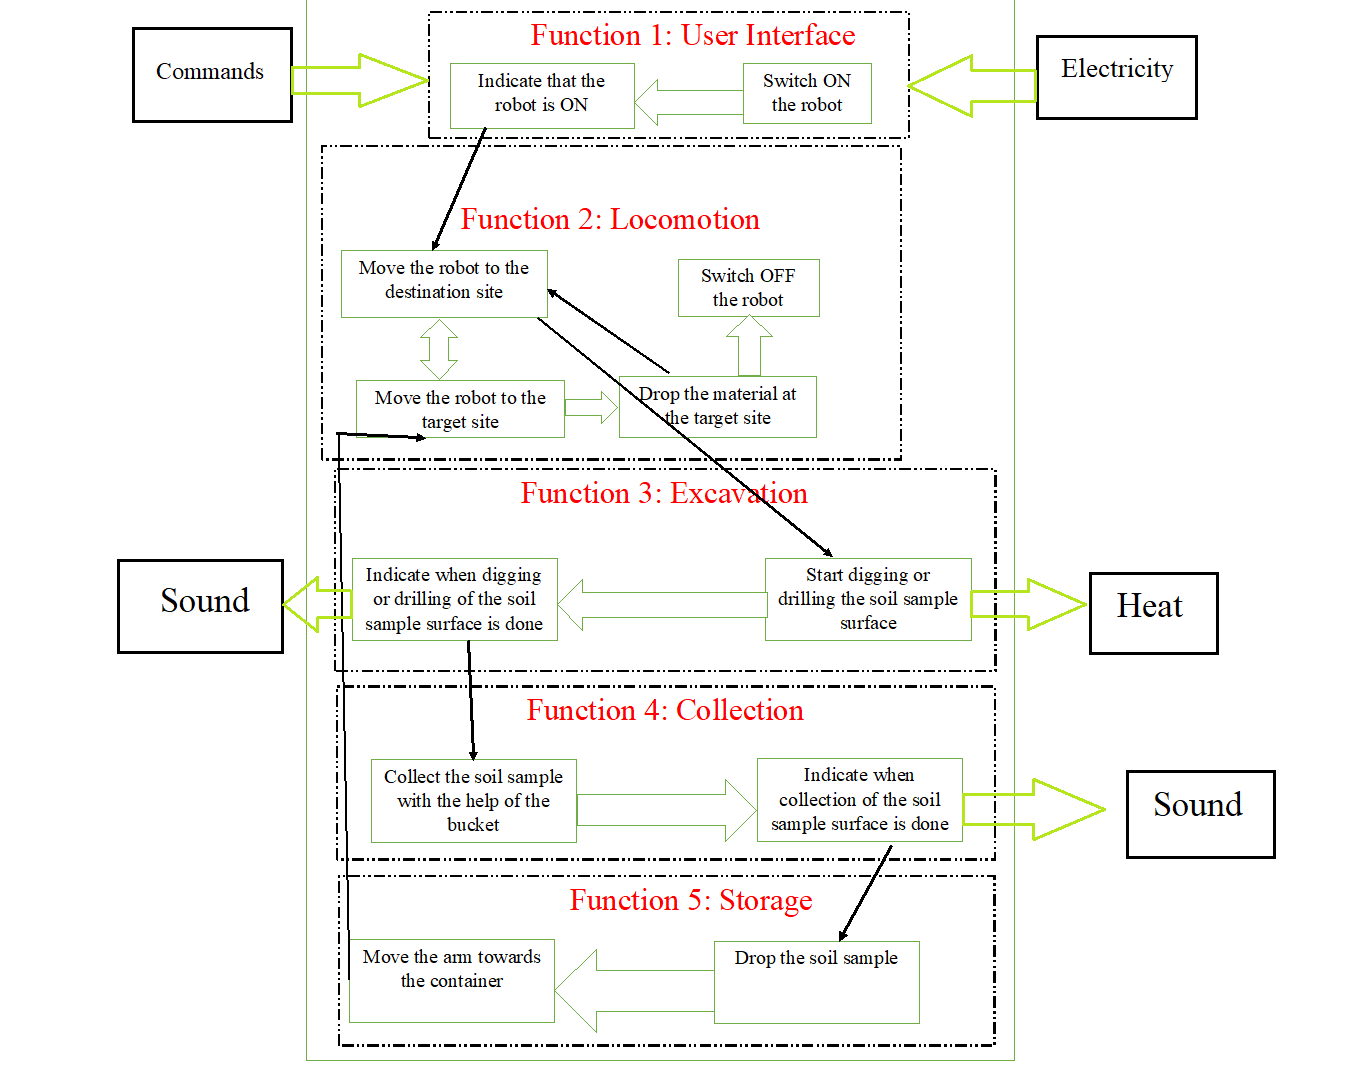 Function 1: User Interface
Commands
Indicate that the
robot is ON
Switch ON
the robot
Electricity
Function 2: Locomotion
Move the robot to the
destination site
Switch OFF
the robot
Move the robot to the
target site
Drop the material at
the target site
Function 3: Excavation
Sound
Indicate when digging
or drilling of the soil
sample surface is done
Start digging or
drilling the soil sample
surface
Heat
Function 4: Collection
Collect the soil sample
with the help of the
bucket
Indicate when
collection of the soil
sample surface is done
Sound
Function 5: Storage
Move the arm towards
the container
Drop the soil sample